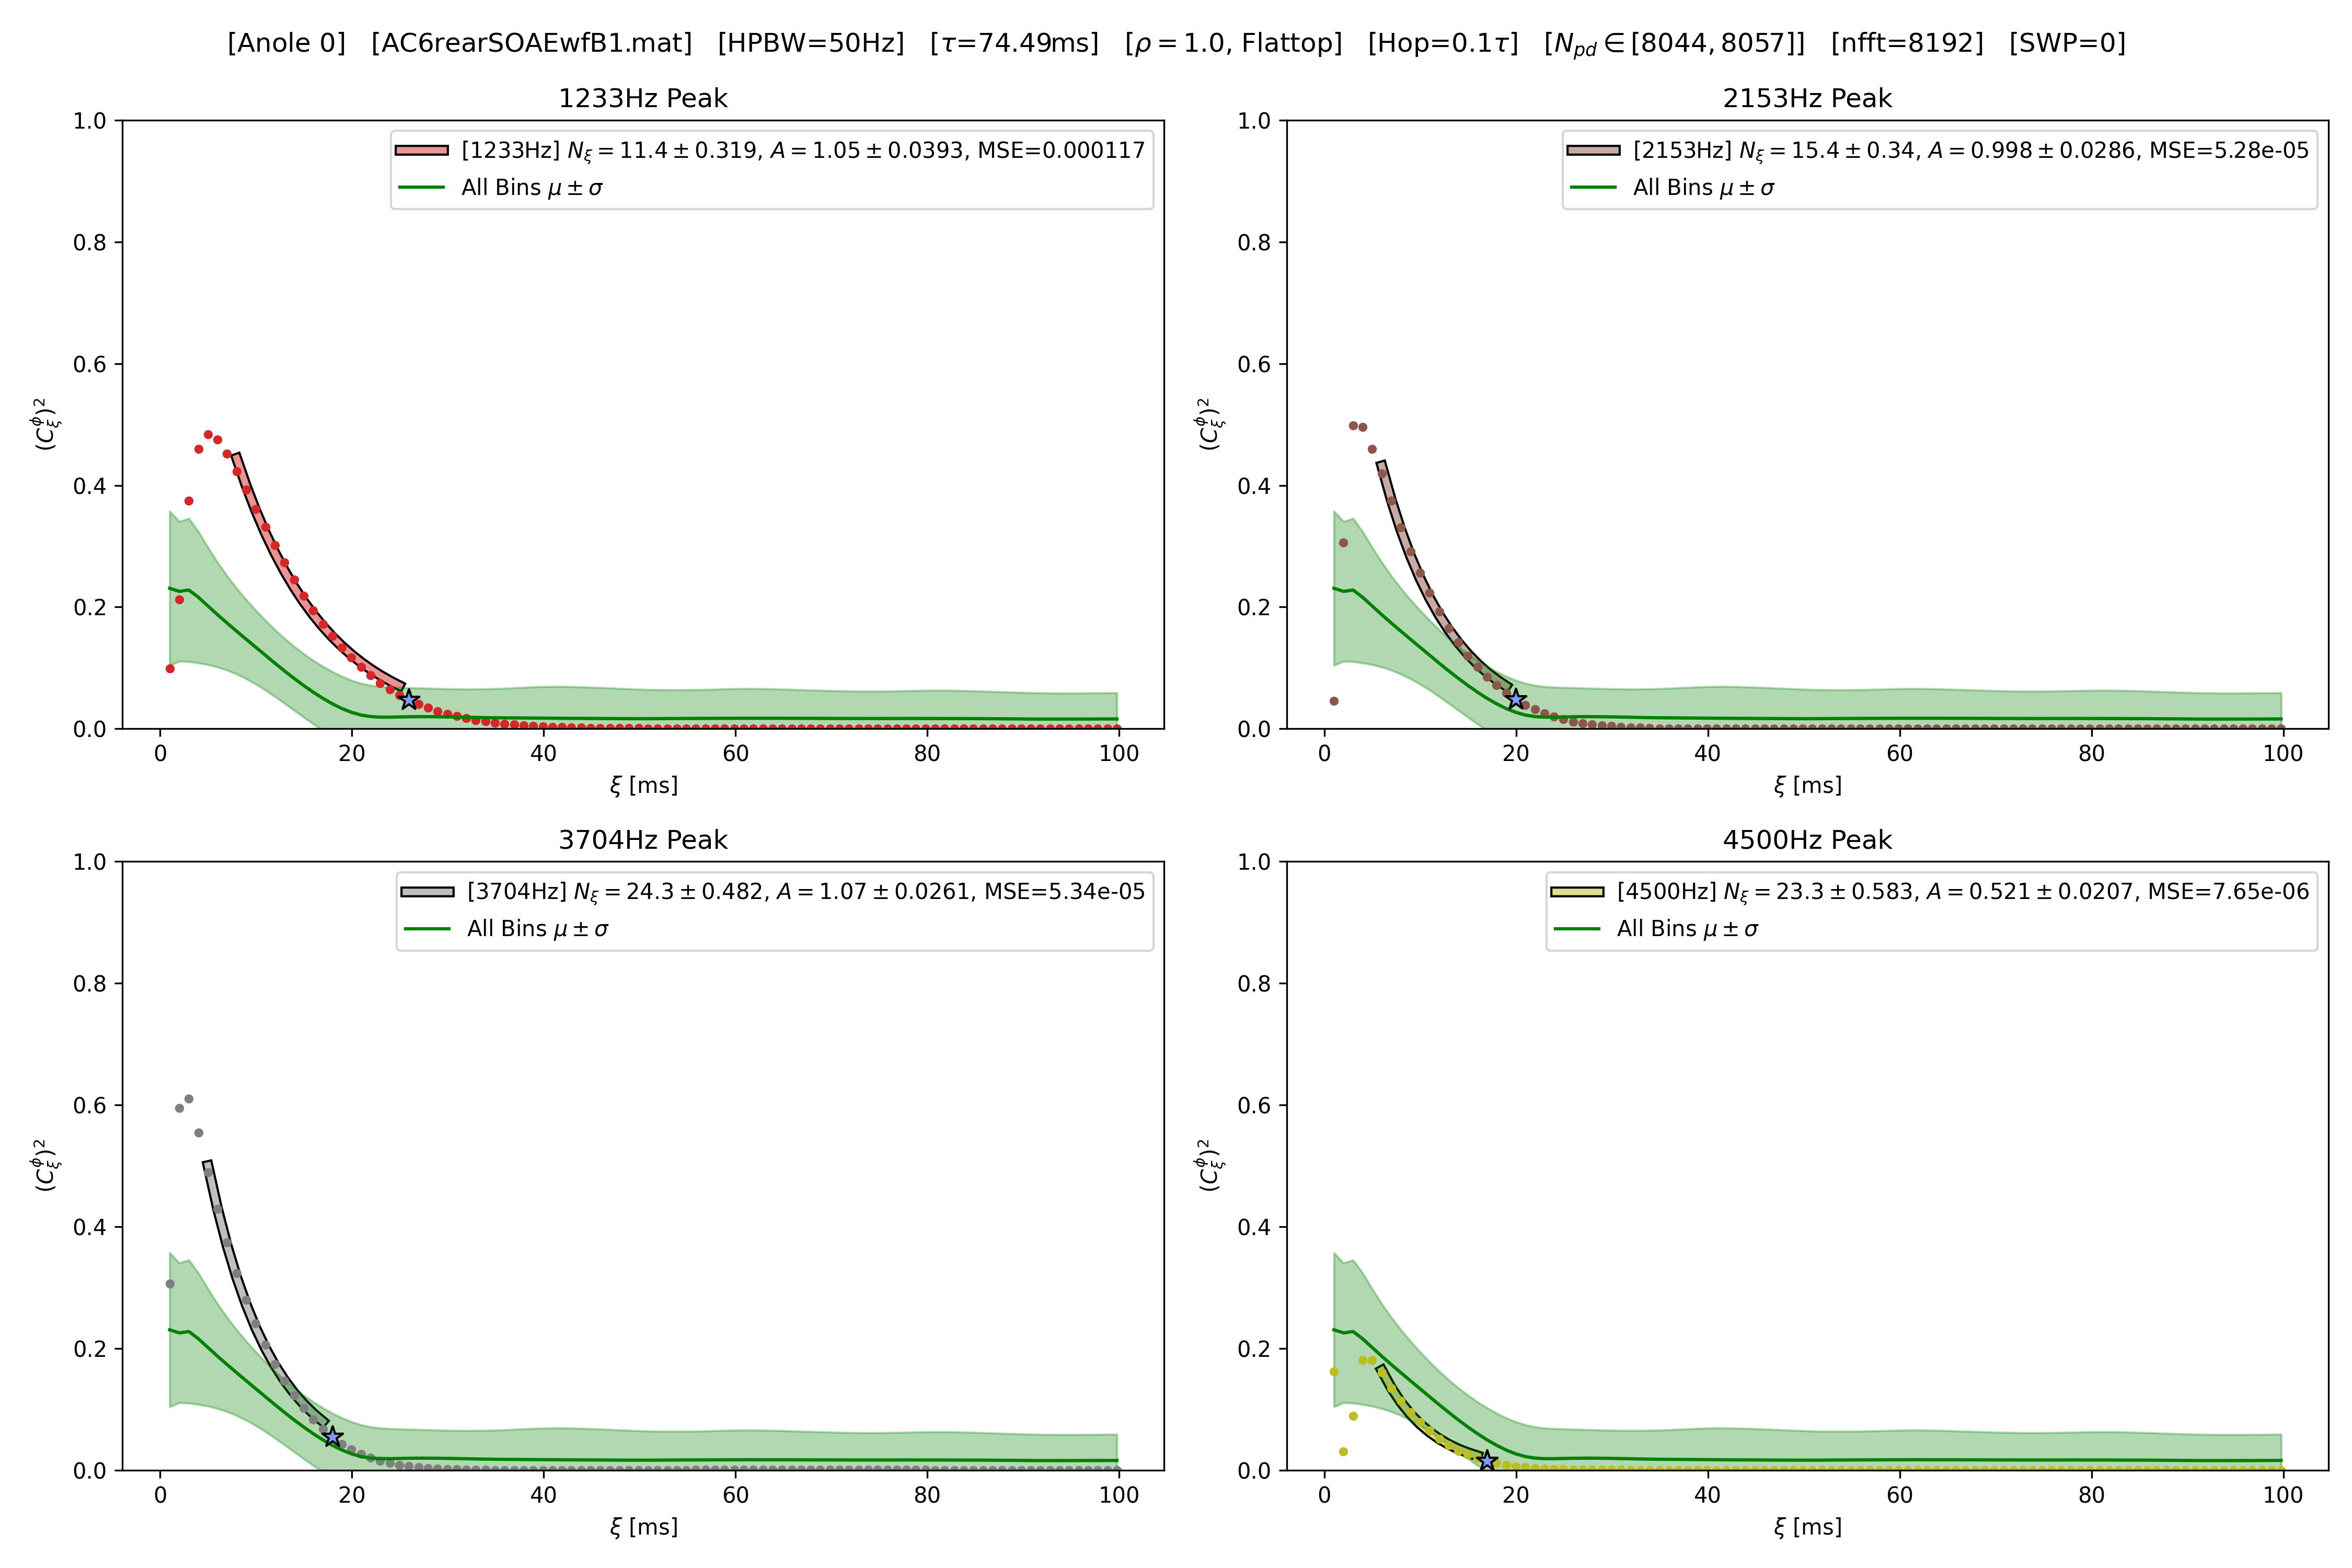 [Anole 0] [AC6rearSOAEwfB1.mat] [HPBW=50Hz] [τ=74.49ms] [ρ = 1.0, Flattop] [Hop=0.1τ] [N_pd ∈ [8044, 8057]] [nfft=8192] [SWP=0]
1233Hz Peak
[1233Hz] N_ξ = 11.4 ± 0.319, A = 1.05 ± 0.0393, MSE=0.000117
All Bins μ ± σ
1.0
0.8
0.6
0.4
0.2
0.0
(C_ξ^ϕ)²
0 20 40 60 80 100
ξ [ms]
2153Hz Peak
[2153Hz] N_ξ = 15.4 ± 0.34, A = 0.998 ± 0.0286, MSE=5.28e-05
All Bins μ ± σ
1.0
0.8
0.6
0.4
0.2
0.0
(C_ξ^ϕ)²
0 20 40 60 80 100
ξ [ms]
3704Hz Peak
[3704Hz] N_ξ = 24.3 ± 0.482, A = 1.07 ± 0.0261, MSE=5.34e-05
All Bins μ ± σ
1.0
0.8
0.6
0.4
0.2
0.0
(C_ξ^ϕ)²
0 20 40 60 80 100
ξ [ms]
4500Hz Peak
[4500Hz] N_ξ = 23.3 ± 0.583, A = 0.521 ± 0.0207, MSE=7.65e-06
All Bins μ ± σ
1.0
0.8
0.6
0.4
0.2
0.0
(C_ξ^ϕ)²
0 20 40 60 80 100
ξ [ms]